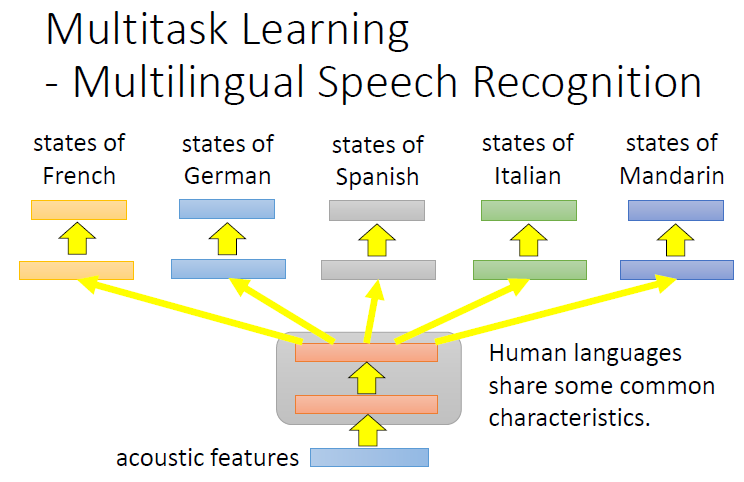 Multitask Learning
- Multilingual Speech Recognition
states of
French
states of
German
states of
Spanish
states of
Italian
states of
Mandarin
Human languages
share some common
characteristics.
acoustic features